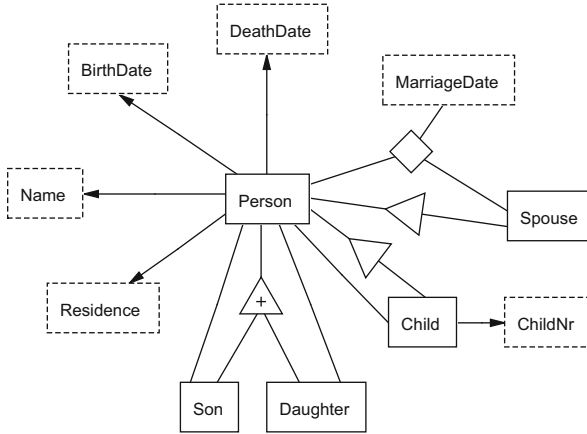 DeathDate
BirthDate
MarriageDate
Name
Person
Spouse
Residence
+
Child
ChildNr
Son
Daughter